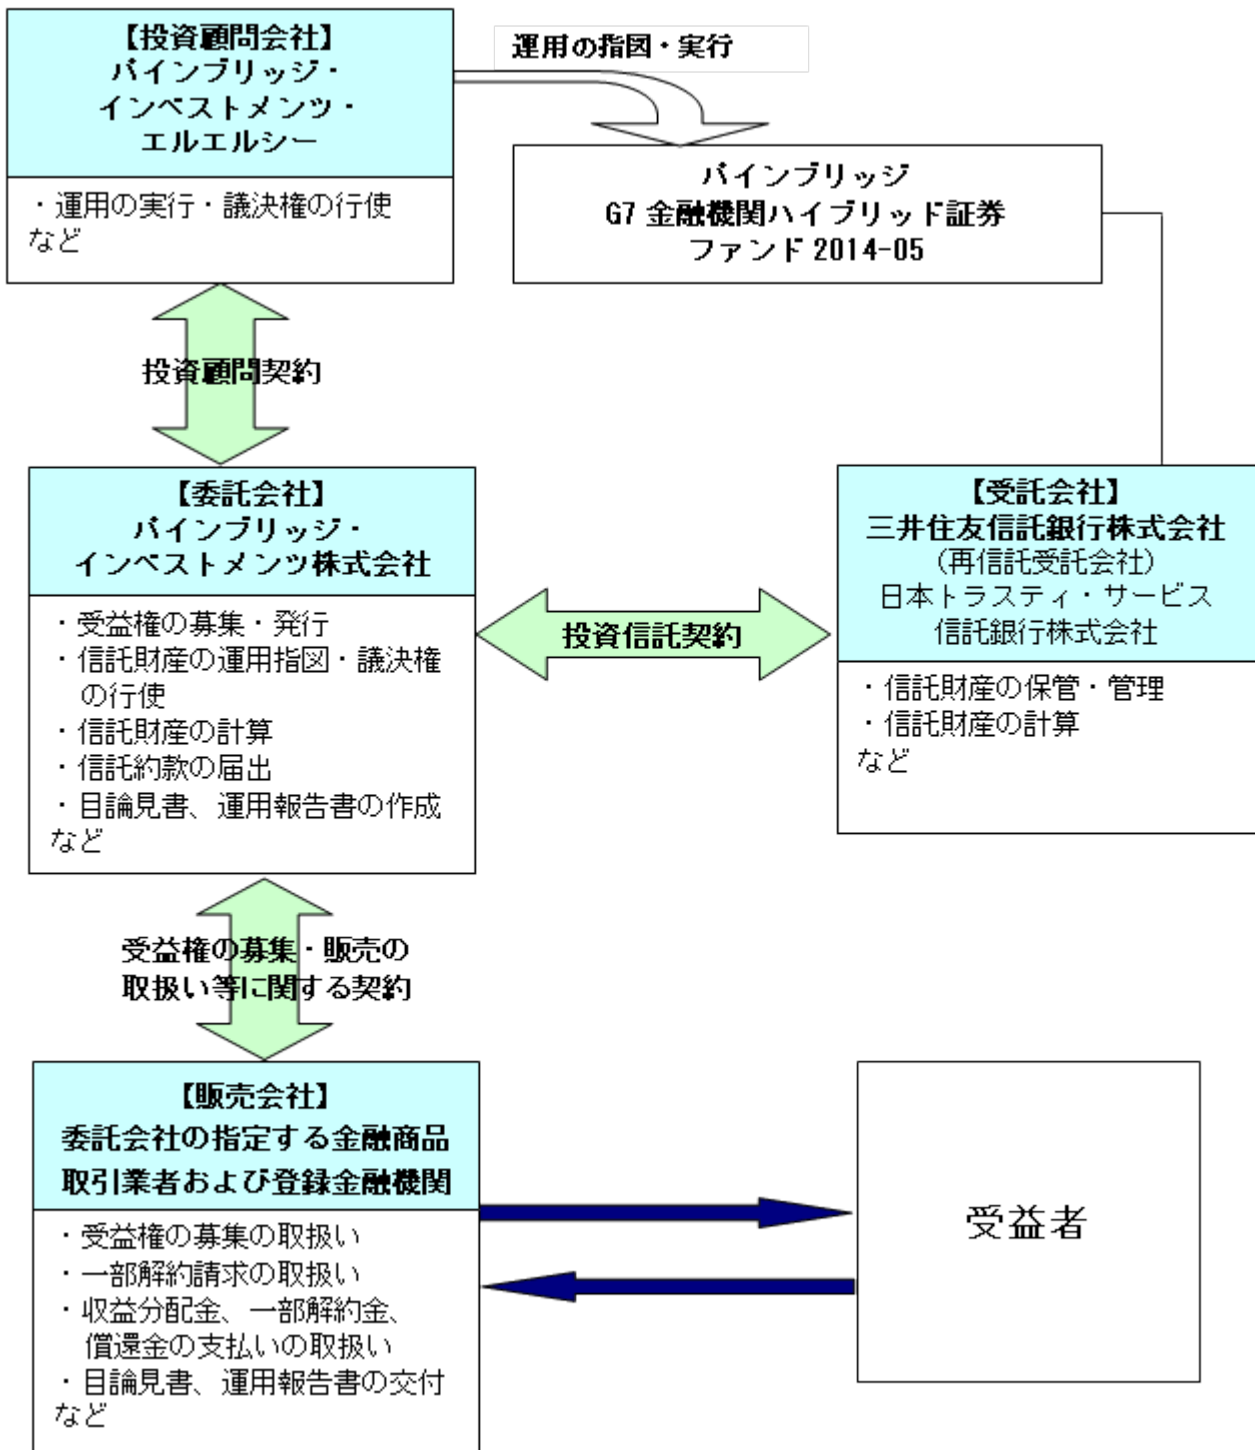 【投資顧問会社】
パインブリッジ・
インベストメンツ・
エルエルシー
・運用の実行・議決権の行使
など
運用の指図・実行
パインブリッジ
G7 金融機関ハイブリッド証券
ファンド 2014-05
投資顧問契約
【委託会社】
パインブリッジ・
インベストメンツ株式会社
・受益権の募集・発行
・信託財産の運用指図・議決権
の行使
・信託財産の計算
・信託約款の届出
・目論見書、運用報告書の作成
など
投資信託契約
【受託会社】
三井住友信託銀行株式会社
(再信託受託会社)
日本トラスティ・サービス
信託銀行株式会社
・信託財産の保管・管理
・信託財産の計算
など
受益権の募集・販売の
取扱い等に関する契約
【販売会社】
委託会社の指定する金融商品
取引業者および登録金融機関
・受益権の募集の取扱い
・一部解約請求の取扱い
・収益分配金、一部解約金、
償還金の支払いの取扱い
・目論見書、運用報告書の交付
など
受益者